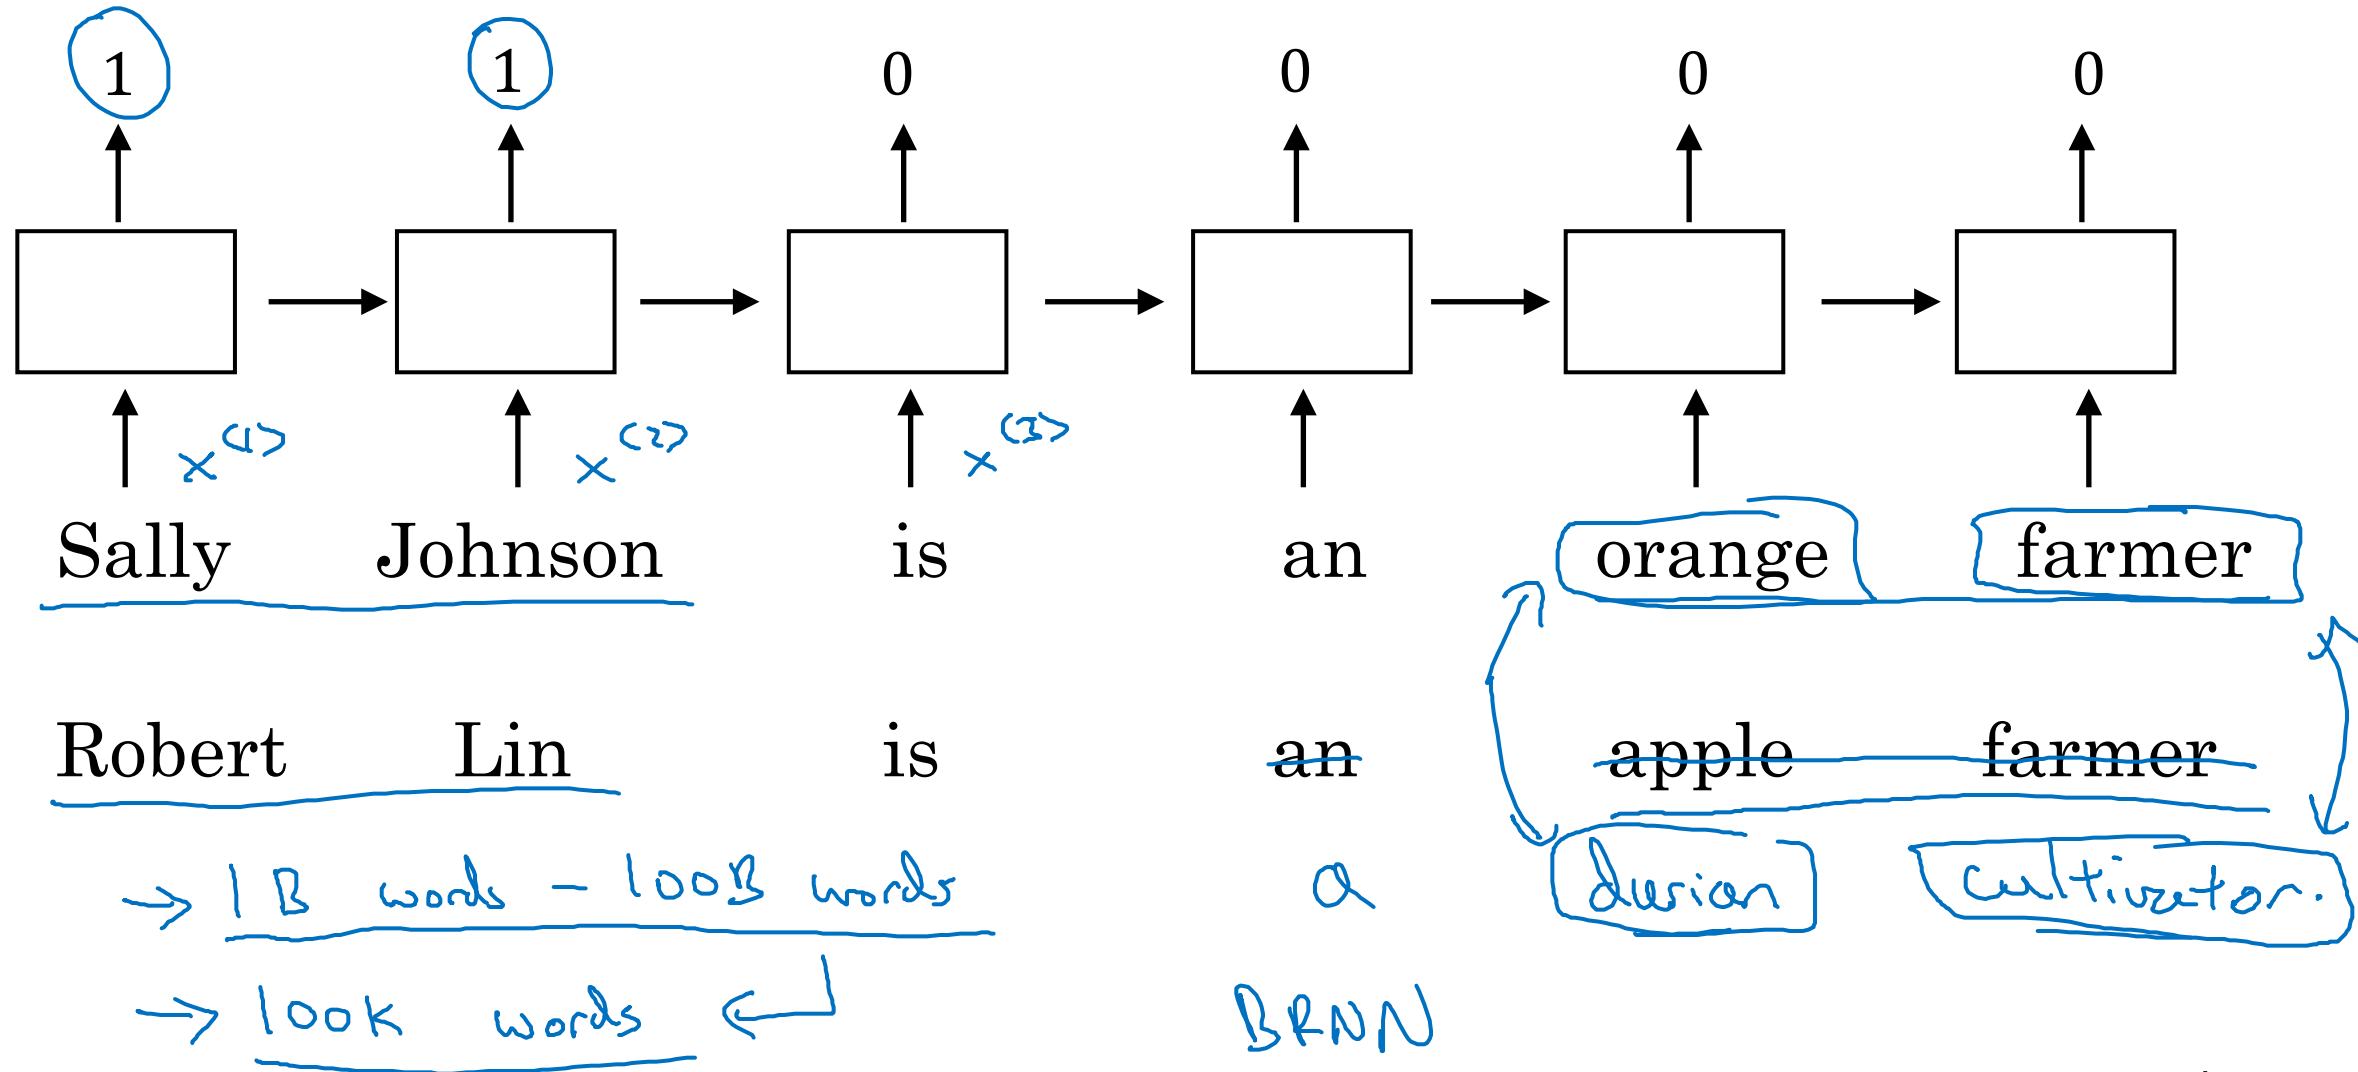 1 1 0 0 0 0
x<1> x<2> x<3>
Sally Johnson is an orange farmer
Robert Lin is an apple farmer
→ 1B words – 100B words a durian cultivator.
→ 100K words BRNN